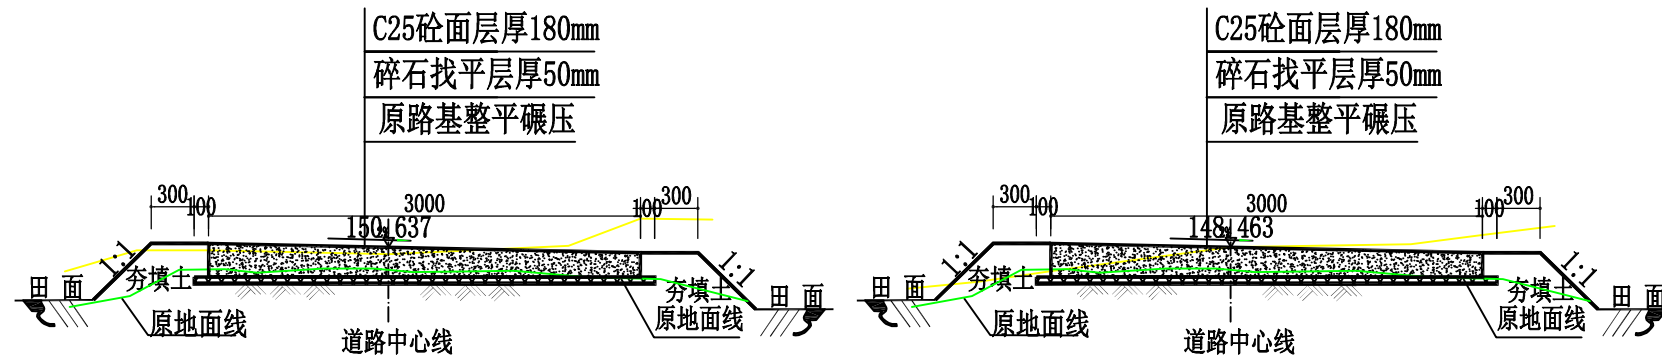 C25砼面层厚180mm
碎石找平层厚50mm
原路基整平碾压
300
100
3000
100
300
150.637
1:1
1:1
田 面
夯填土
夯填土
田 面
原地面线
原地面线
道路中心线
C25砼面层厚180mm
碎石找平层厚50mm
原路基整平碾压
300
100
3000
100
300
148.463
1:1
1:1
田 面
夯填土
夯填土
田 面
原地面线
原地面线
道路中心线